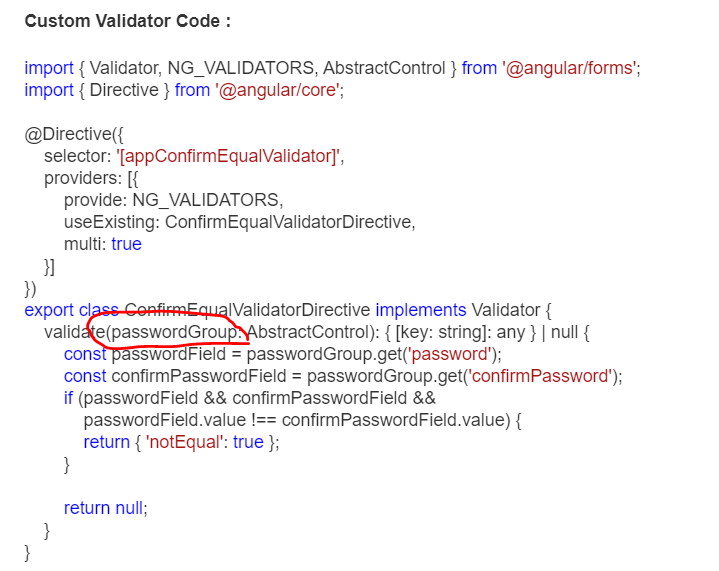 Custom Validator Code :
import { Validator, NG_VALIDATORS, AbstractControl } from '@angular/forms';
import { Directive } from '@angular/core';
@Directive({
selector: '[appConfirmEqualValidator]',
providers: [{
provide: NG_VALIDATORS,
useExisting: ConfirmEqualValidatorDirective,
multi: true
}]
})
export class ConfirmEqualValidatorDirective implements Validator {
validate(passwordGroup: AbstractControl): { [key: string]: any } | null {
const passwordField = passwordGroup.get('password');
const confirmPasswordField = passwordGroup.get('confirmPassword');
if (passwordField && confirmPasswordField &&
passwordField.value !== confirmPasswordField.value) {
return { 'notEqual': true };
}
return null;
}
}